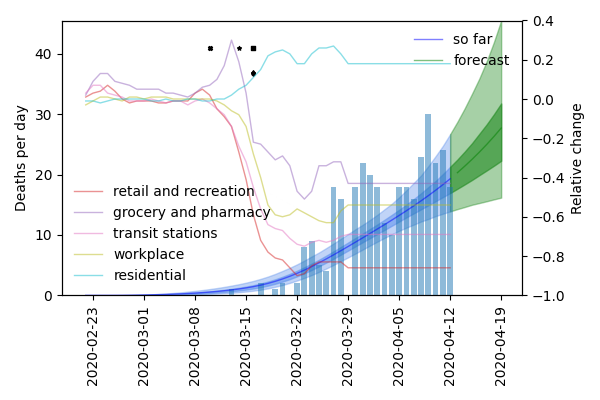 so far
forecast
retail and recreation
grocery and pharmacy
transit stations
workplace
residential
Deaths per day
0
10
20
30
40
Relative change
0.4
0.2
0.0
−0.2
−0.4
−0.6
−0.8
−1.0
2020-02-23
2020-03-01
2020-03-08
2020-03-15
2020-03-22
2020-03-29
2020-04-05
2020-04-12
2020-04-19